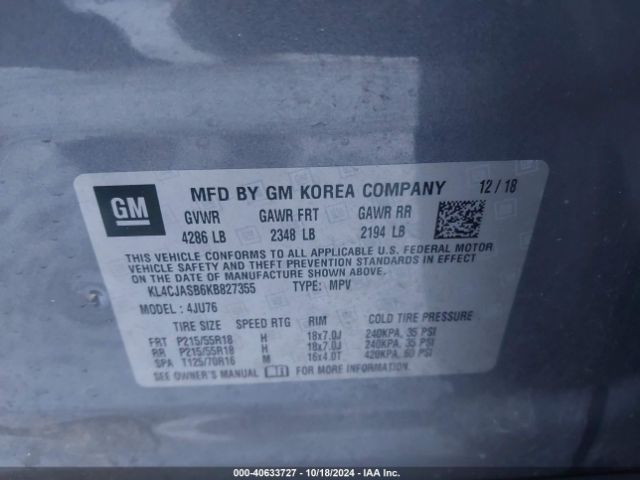 GM
MFD BY GM KOREA COMPANY 12 / 18
GVWR GAWR FRT GAWR RR
4286 LB 2348 LB 2194 LB
THIS VEHICLE CONFORMS TO ALL APPLICABLE U.S. FEDERAL MOTOR
VEHICLE SAFETY, BUMPER, AND THEFT PREVENTION STANDARDS IN EFFECT
ON THE DATE OF MANUFACTURE SHOWN ABOVE.
KL4CJASB6KB827355 TYPE: MPV
MODEL : 4JU76
TIRE SIZE SPEED RTG RIM COLD TIRE PRESSURE
FRT P215/55R18 H 18x7.0J 240KPA, 35 PSI
RR P215/55R18 H 18x7.0J 240KPA, 35 PSI
SPA T125/70R16 M 16x4.0T 420KPA, 60 PSI
SEE OWNER'S MANUAL FOR MORE INFORMATION.
000-40633727 - 10/18/2024 - IAA Inc.